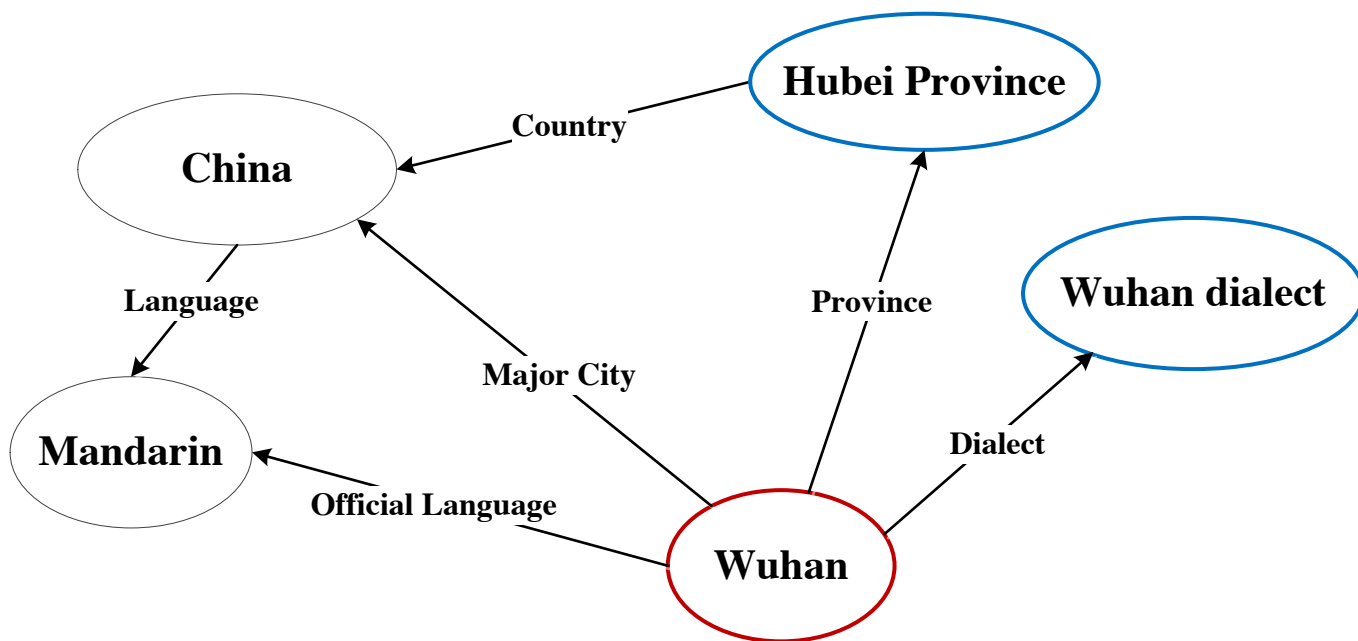 Hubei Province
Country
China
Wuhan dialect
Language
Province
Major City
Dialect
Mandarin
Official Language
Wuhan